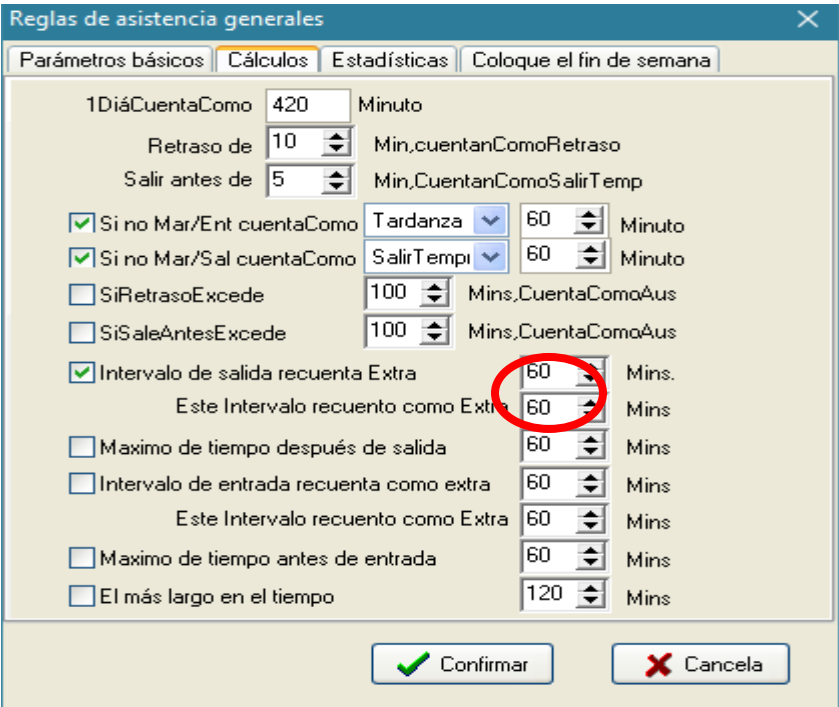 Reglas de asistencia generales
Parámetros básicos Cálculos Estadísticas Coloque el fin de semana
1DiáCuentaComo 420 Minuto
Retraso de 10 Min,cuentanComoRetraso
Salir antes de 5 Min,CuentanComoSalirTemp
Si no Mar/Ent cuentaComo Tardanza 60 Minuto
Si no Mar/Sal cuentaComo SalirTempı 60 Minuto
SiRetrasoExcede 100 Mins,CuentaComoAus
SiSaleAntesExcede 100 Mins,CuentaComoAus
Intervalo de salida recuenta Extra 60 Mins.
Este Intervalo recuento como Extra 60 Mins
Maximo de tiempo después de salida 60 Mins
Intervalo de entrada recuenta como extra 60 Mins
Este Intervalo recuento como Extra 60 Mins
Maximo de tiempo antes de entrada 60 Mins
El más largo en el tiempo 120 Mins
Confirmar Cancela